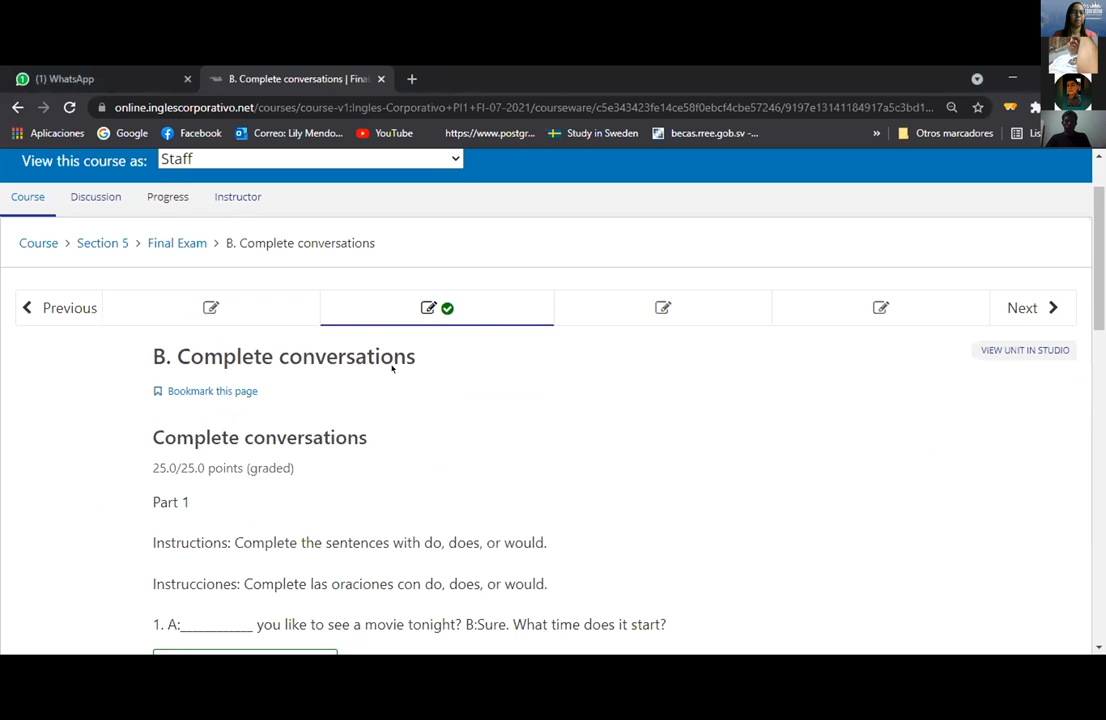 (1) WhatsApp
B. Complete conversations | Fina
online.inglescorporativo.net/courses/course-v1:Ingles-Corporativo+PI1+FI-07-2021/courseware/c5e343423fe14ce58f0ebcf4cbe57246/9197e13141184917a5c3bd1...
Aplicaciones Google Facebook Correo: Lily Mendo... YouTube https://www.postgr... Study in Sweden becas.rree.gob.sv -... » Otros marcadores Lis
View this course as: Staff
Course Discussion Progress Instructor
Course > Section 5 > Final Exam > B. Complete conversations
Previous Next
B. Complete conversations
VIEW UNIT IN STUDIO
Bookmark this page
Complete conversations
25.0/25.0 points (graded)
Part 1
Instructions: Complete the sentences with do, does, or would.
Instrucciones: Complete las oraciones con do, does, or would.
1. A:____________ you like to see a movie tonight? B:Sure. What time does it start?